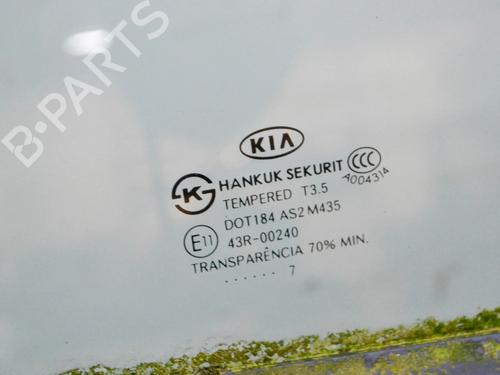 B-PARTS
KIA
KS HANKUK SEKURIT CCC
TEMPERED T3.5 A004314
DOT184 AS2 M435
E11 43R-00240
TRANSPARÊNCIA 70% MIN.
...... 7